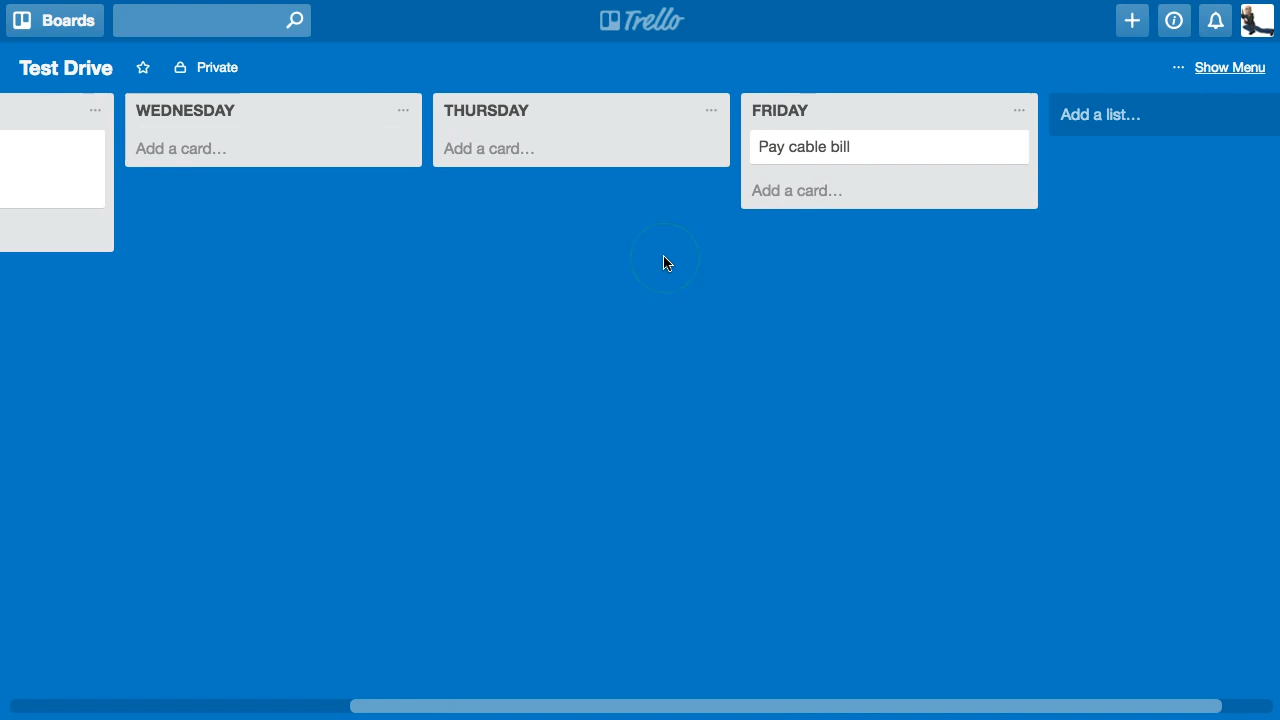 Boards
Trello
Test Drive
Private
... Show Menu
WEDNESDAY ...
Add a card...
THURSDAY ...
Add a card...
FRIDAY ...
Pay cable bill
Add a card...
Add a list...